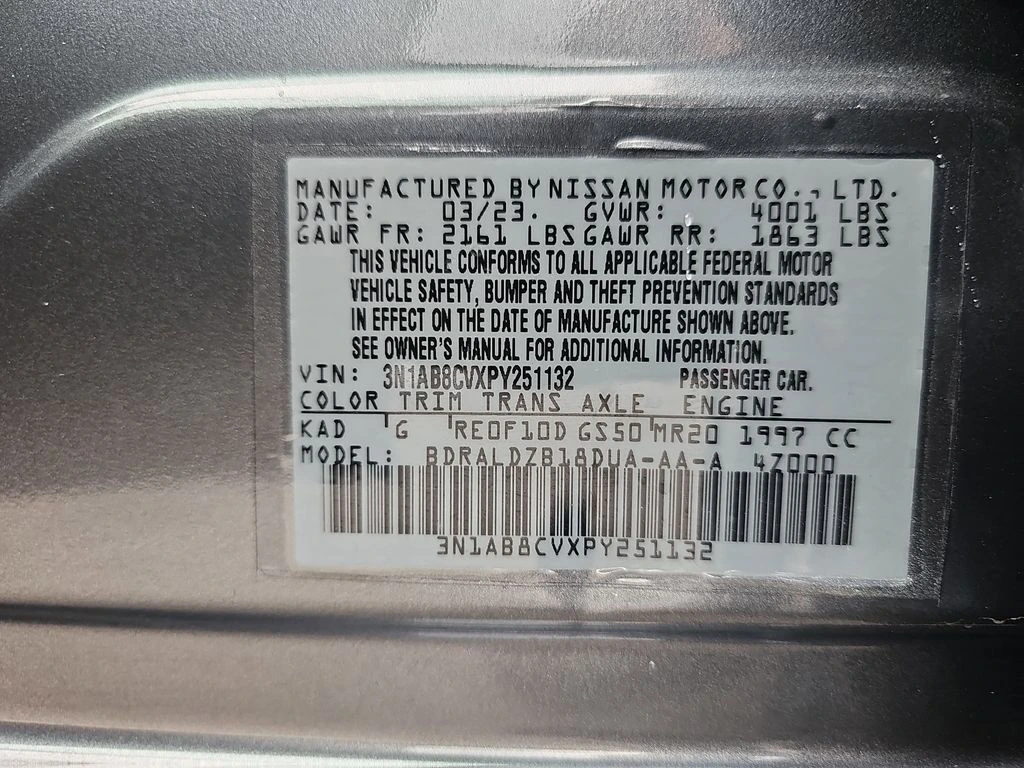 MANUFACTURED BY NISSAN MOTOR CO., LTD.
DATE: 03/23. GVWR: 4001 LBS
GAWR FR: 2161 LBS GAWR RR: 1863 LBS
THIS VEHICLE CONFORMS TO ALL APPLICABLE FEDERAL MOTOR
VEHICLE SAFETY, BUMPER AND THEFT PREVENTION STANDARDS
IN EFFECT ON THE DATE OF MANUFACTURE SHOWN ABOVE.
SEE OWNER'S MANUAL FOR ADDITIONAL INFORMATION.
VIN: 3N1AB8CVXPY251132 PASSENGER CAR.
COLOR TRIM TRANS AXLE ENGINE
KAD G RE0F10D GS50 MR20 1997 CC
MODEL: BDRALDZB18DUA-AA-A 4Z000
3N1AB8CVXPY251132